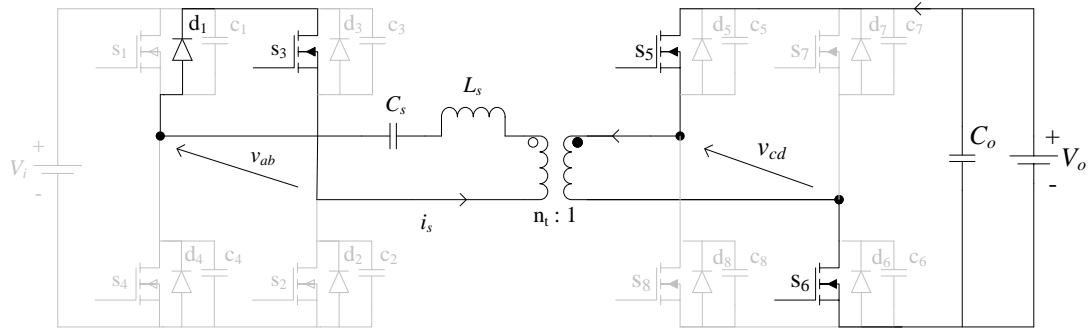 d1 c1 d3 c3 d5 c5 d7 c7
s1 s3 s5 s7
Ls
Cs
+ vab vcd Co +
Vi Vo
- -
is nt : 1
d4 c4 d2 c2 d8 c8 d6 c6
s4 s2 s8 s6